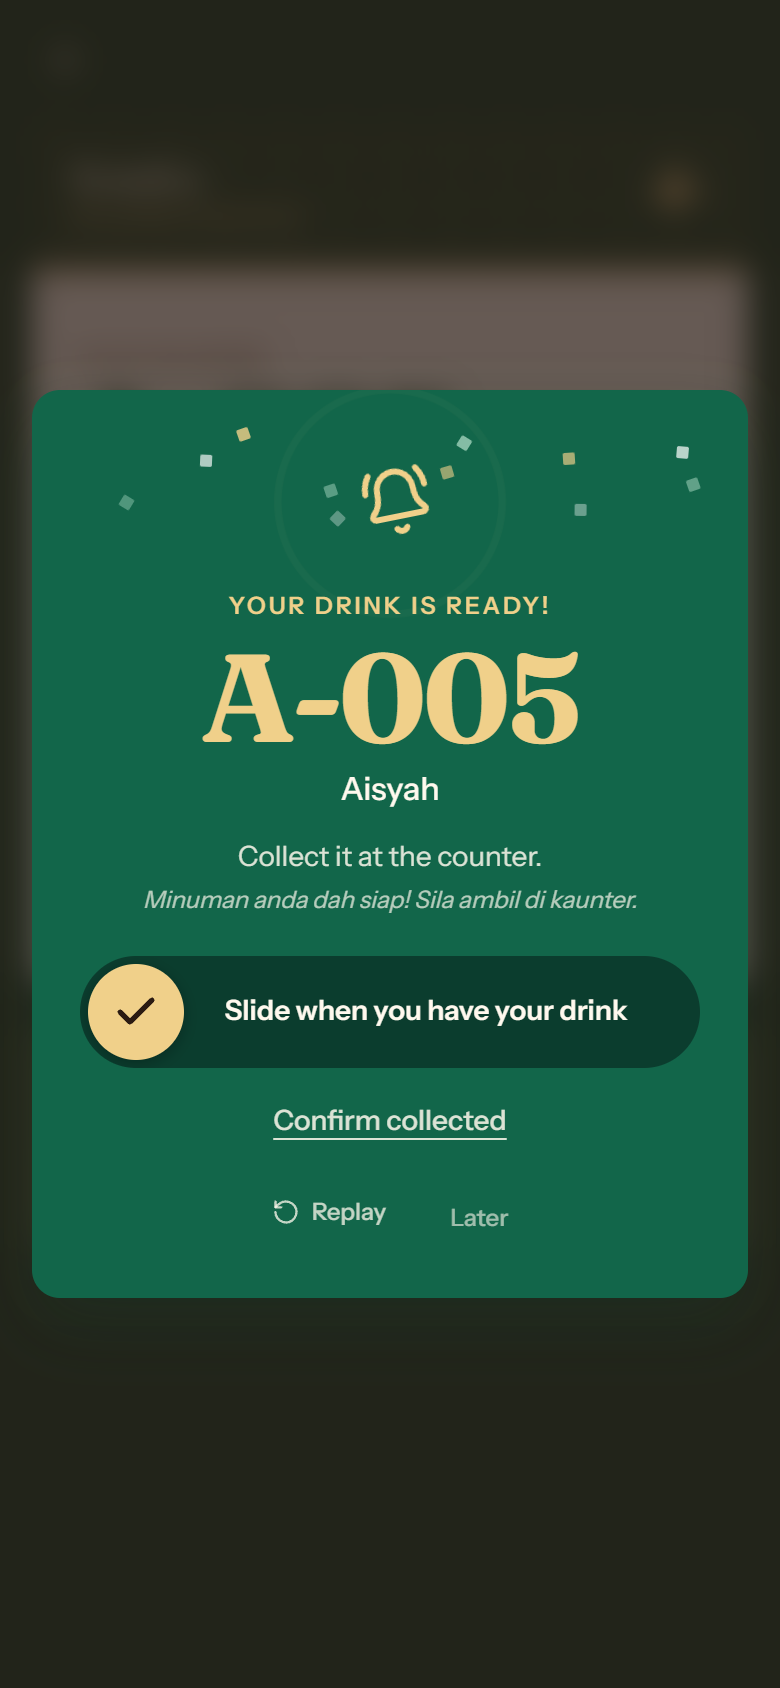 YOUR DRINK IS READY!
A-005
Aisyah
Collect it at the counter.
Minuman anda dah siap! Sila ambil di kaunter.
Slide when you have your drink
Confirm collected
Replay
Later